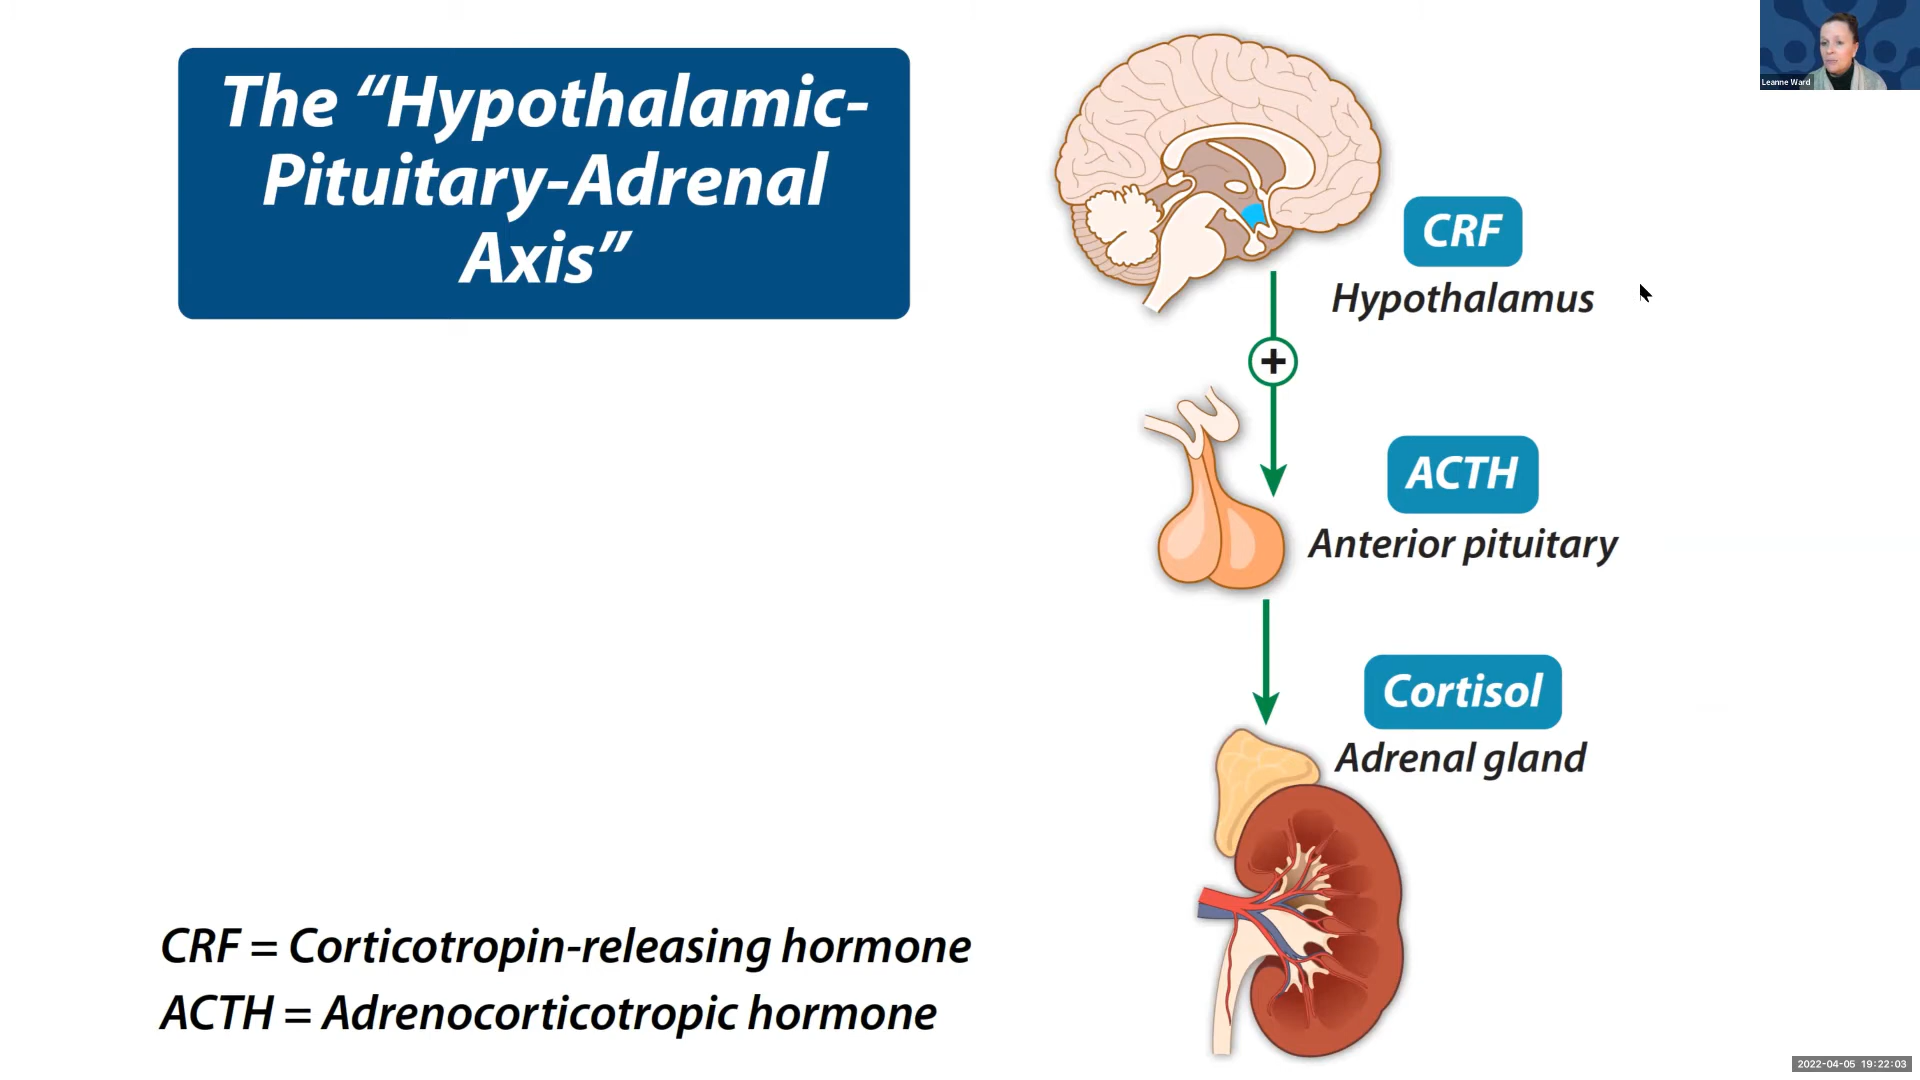 The “Hypothalamic-
Pituitary-Adrenal
Axis”
Leanne Ward
CRF
Hypothalamus
+
ACTH
Anterior pituitary
Cortisol
Adrenal gland
CRF = Corticotropin-releasing hormone
ACTH = Adrenocorticotropic hormone
2022-04-05 19:22:03